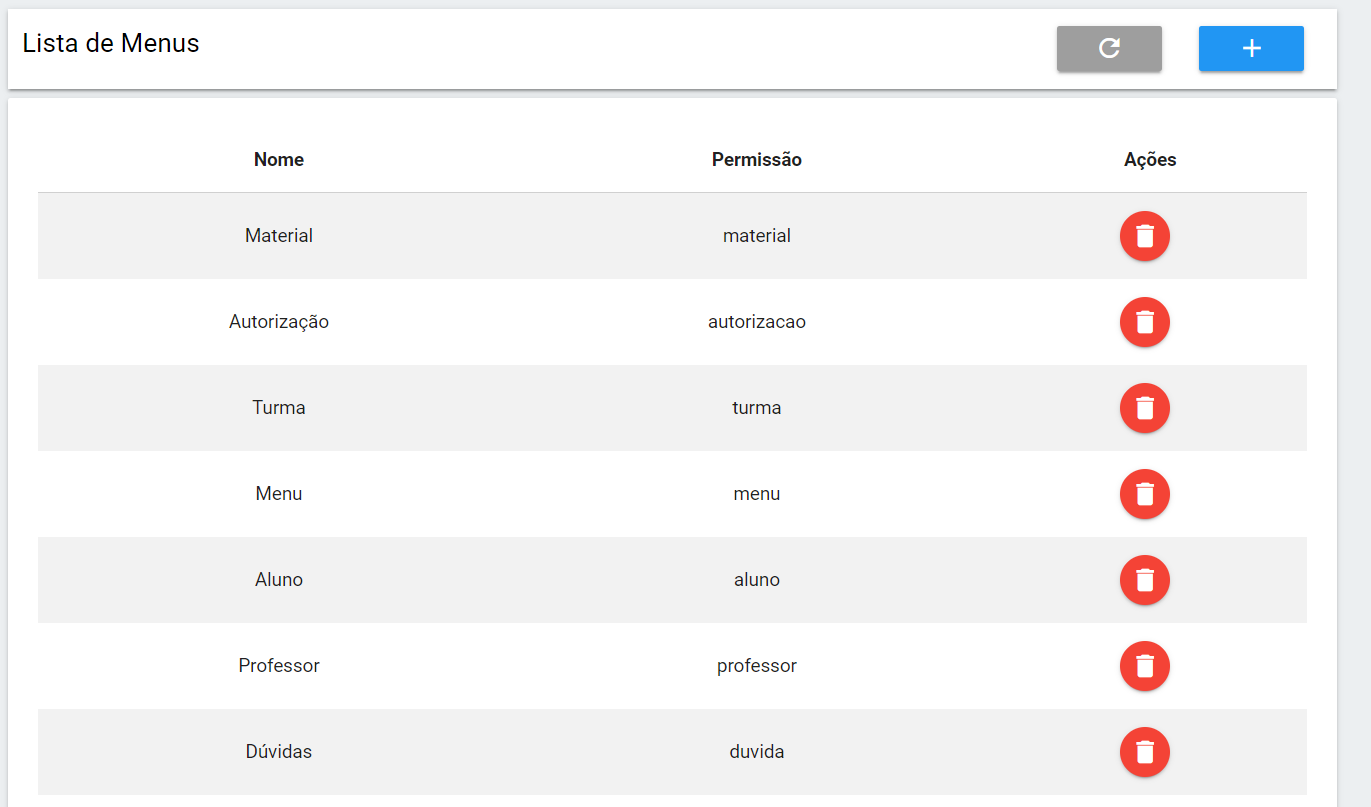 Lista de Menus
Nome Permissão Ações
Material material
Autorização autorizacao
Turma turma
Menu menu
Aluno aluno
Professor professor
Dúvidas duvida